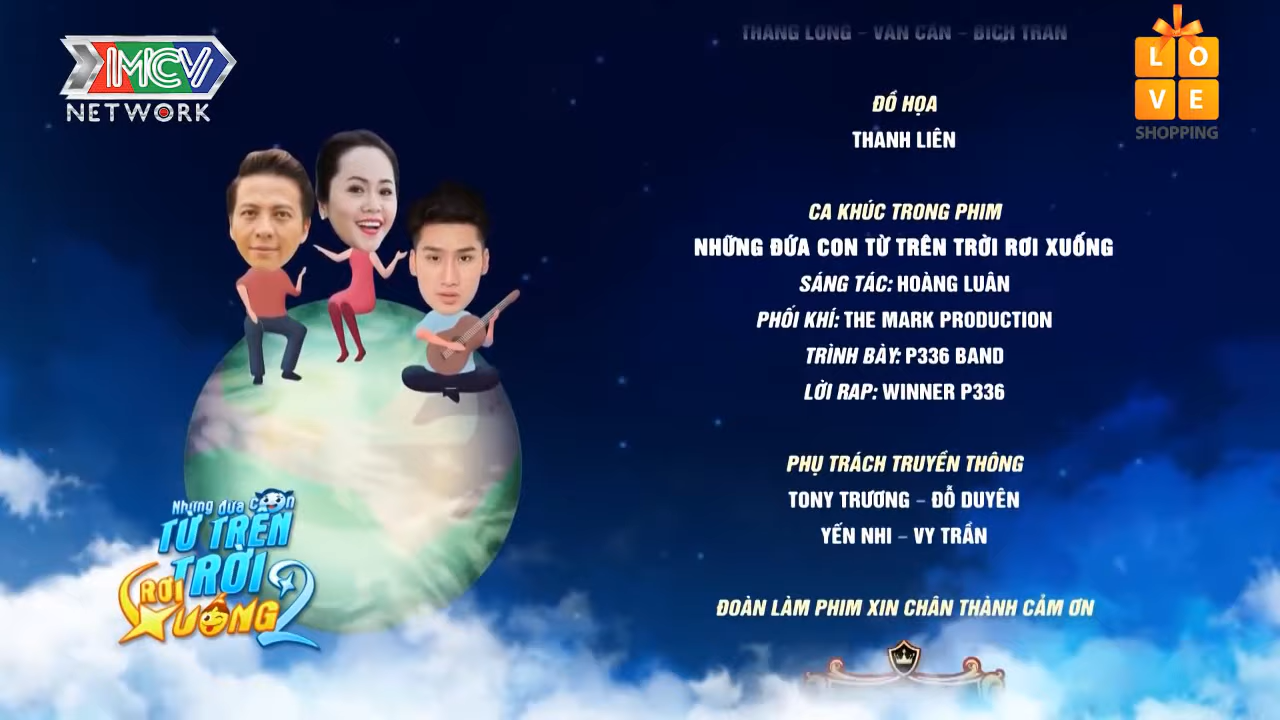 MCV
NETWORK
L O
V E
SHOPPING
THĂNG LONG – VĂN CẦN – BÍCH TRÂN
ĐỒ HỌA
THANH LIÊN
CA KHÚC TRONG PHIM
NHỮNG ĐỨA CON TỪ TRÊN TRỜI RƠI XUỐNG
SÁNG TÁC: HOÀNG LUÂN
PHỐI KHÍ: THE MARK PRODUCTION
TRÌNH BÀY: P336 BAND
LỜI RAP: WINNER P336
PHỤ TRÁCH TRUYỀN THÔNG
TONY TRƯƠNG – ĐỖ DUYÊN
YẾN NHI – VY TRẦN
ĐOÀN LÀM PHIM XIN CHÂN THÀNH CẢM ƠN
Những đứa con
TỪ TRÊN
TRỜI
RƠI
XUỐNG 2